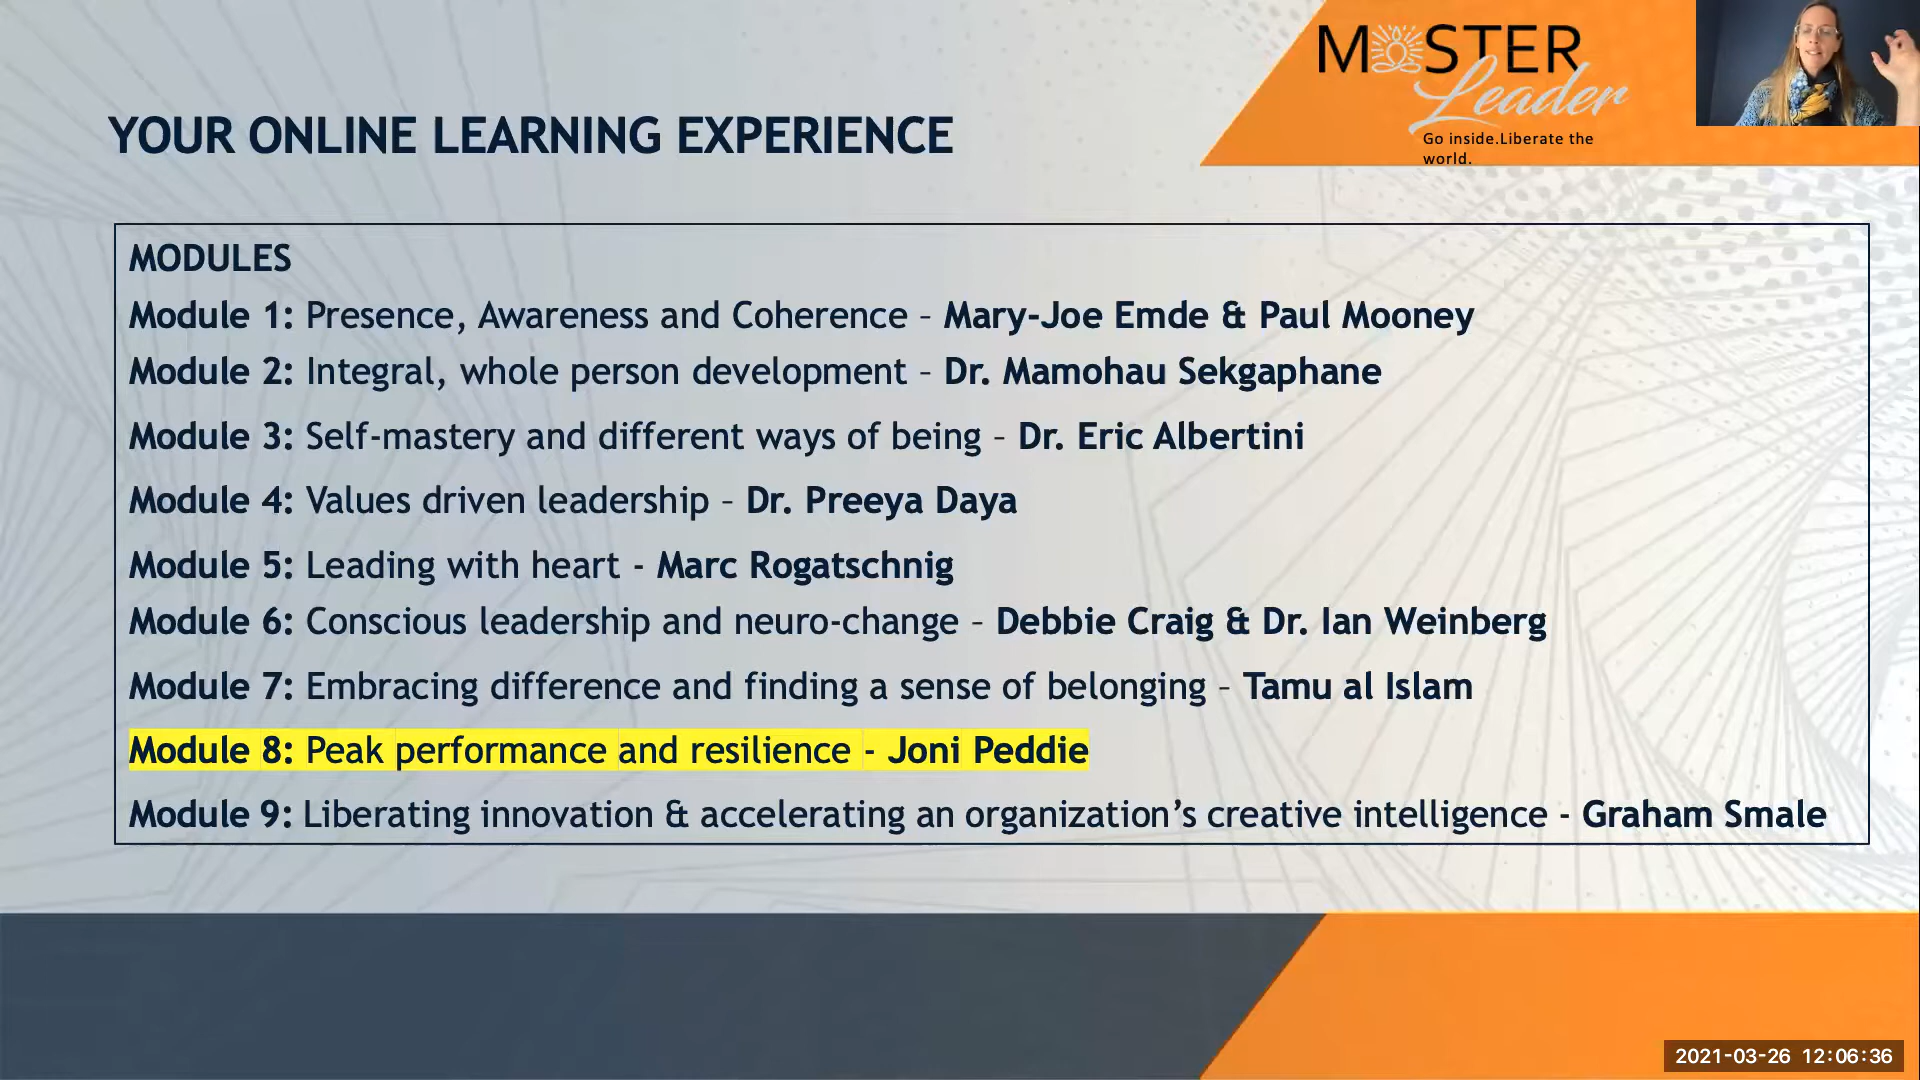 MASTER
Leader
Go inside.Liberate the
world.
YOUR ONLINE LEARNING EXPERIENCE
MODULES
Module 1: Presence, Awareness and Coherence – Mary-Joe Emde & Paul Mooney
Module 2: Integral, whole person development – Dr. Mamohau Sekgaphane
Module 3: Self-mastery and different ways of being – Dr. Eric Albertini
Module 4: Values driven leadership – Dr. Preeya Daya
Module 5: Leading with heart - Marc Rogatschnig
Module 6: Conscious leadership and neuro-change – Debbie Craig & Dr. Ian Weinberg
Module 7: Embracing difference and finding a sense of belonging – Tamu al Islam
Module 8: Peak performance and resilience - Joni Peddie
Module 9: Liberating innovation & accelerating an organization’s creative intelligence - Graham Smale
2021-03-26 12:06:36